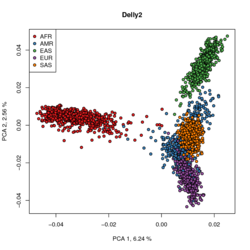 Delly2
AFR
AMR
EAS
EUR
SAS
0.04
0.02
0.00
−0.02
−0.04
−0.04
−0.02
0.00
0.02
PCA 1, 6.24 %
PCA 2, 2.56 %